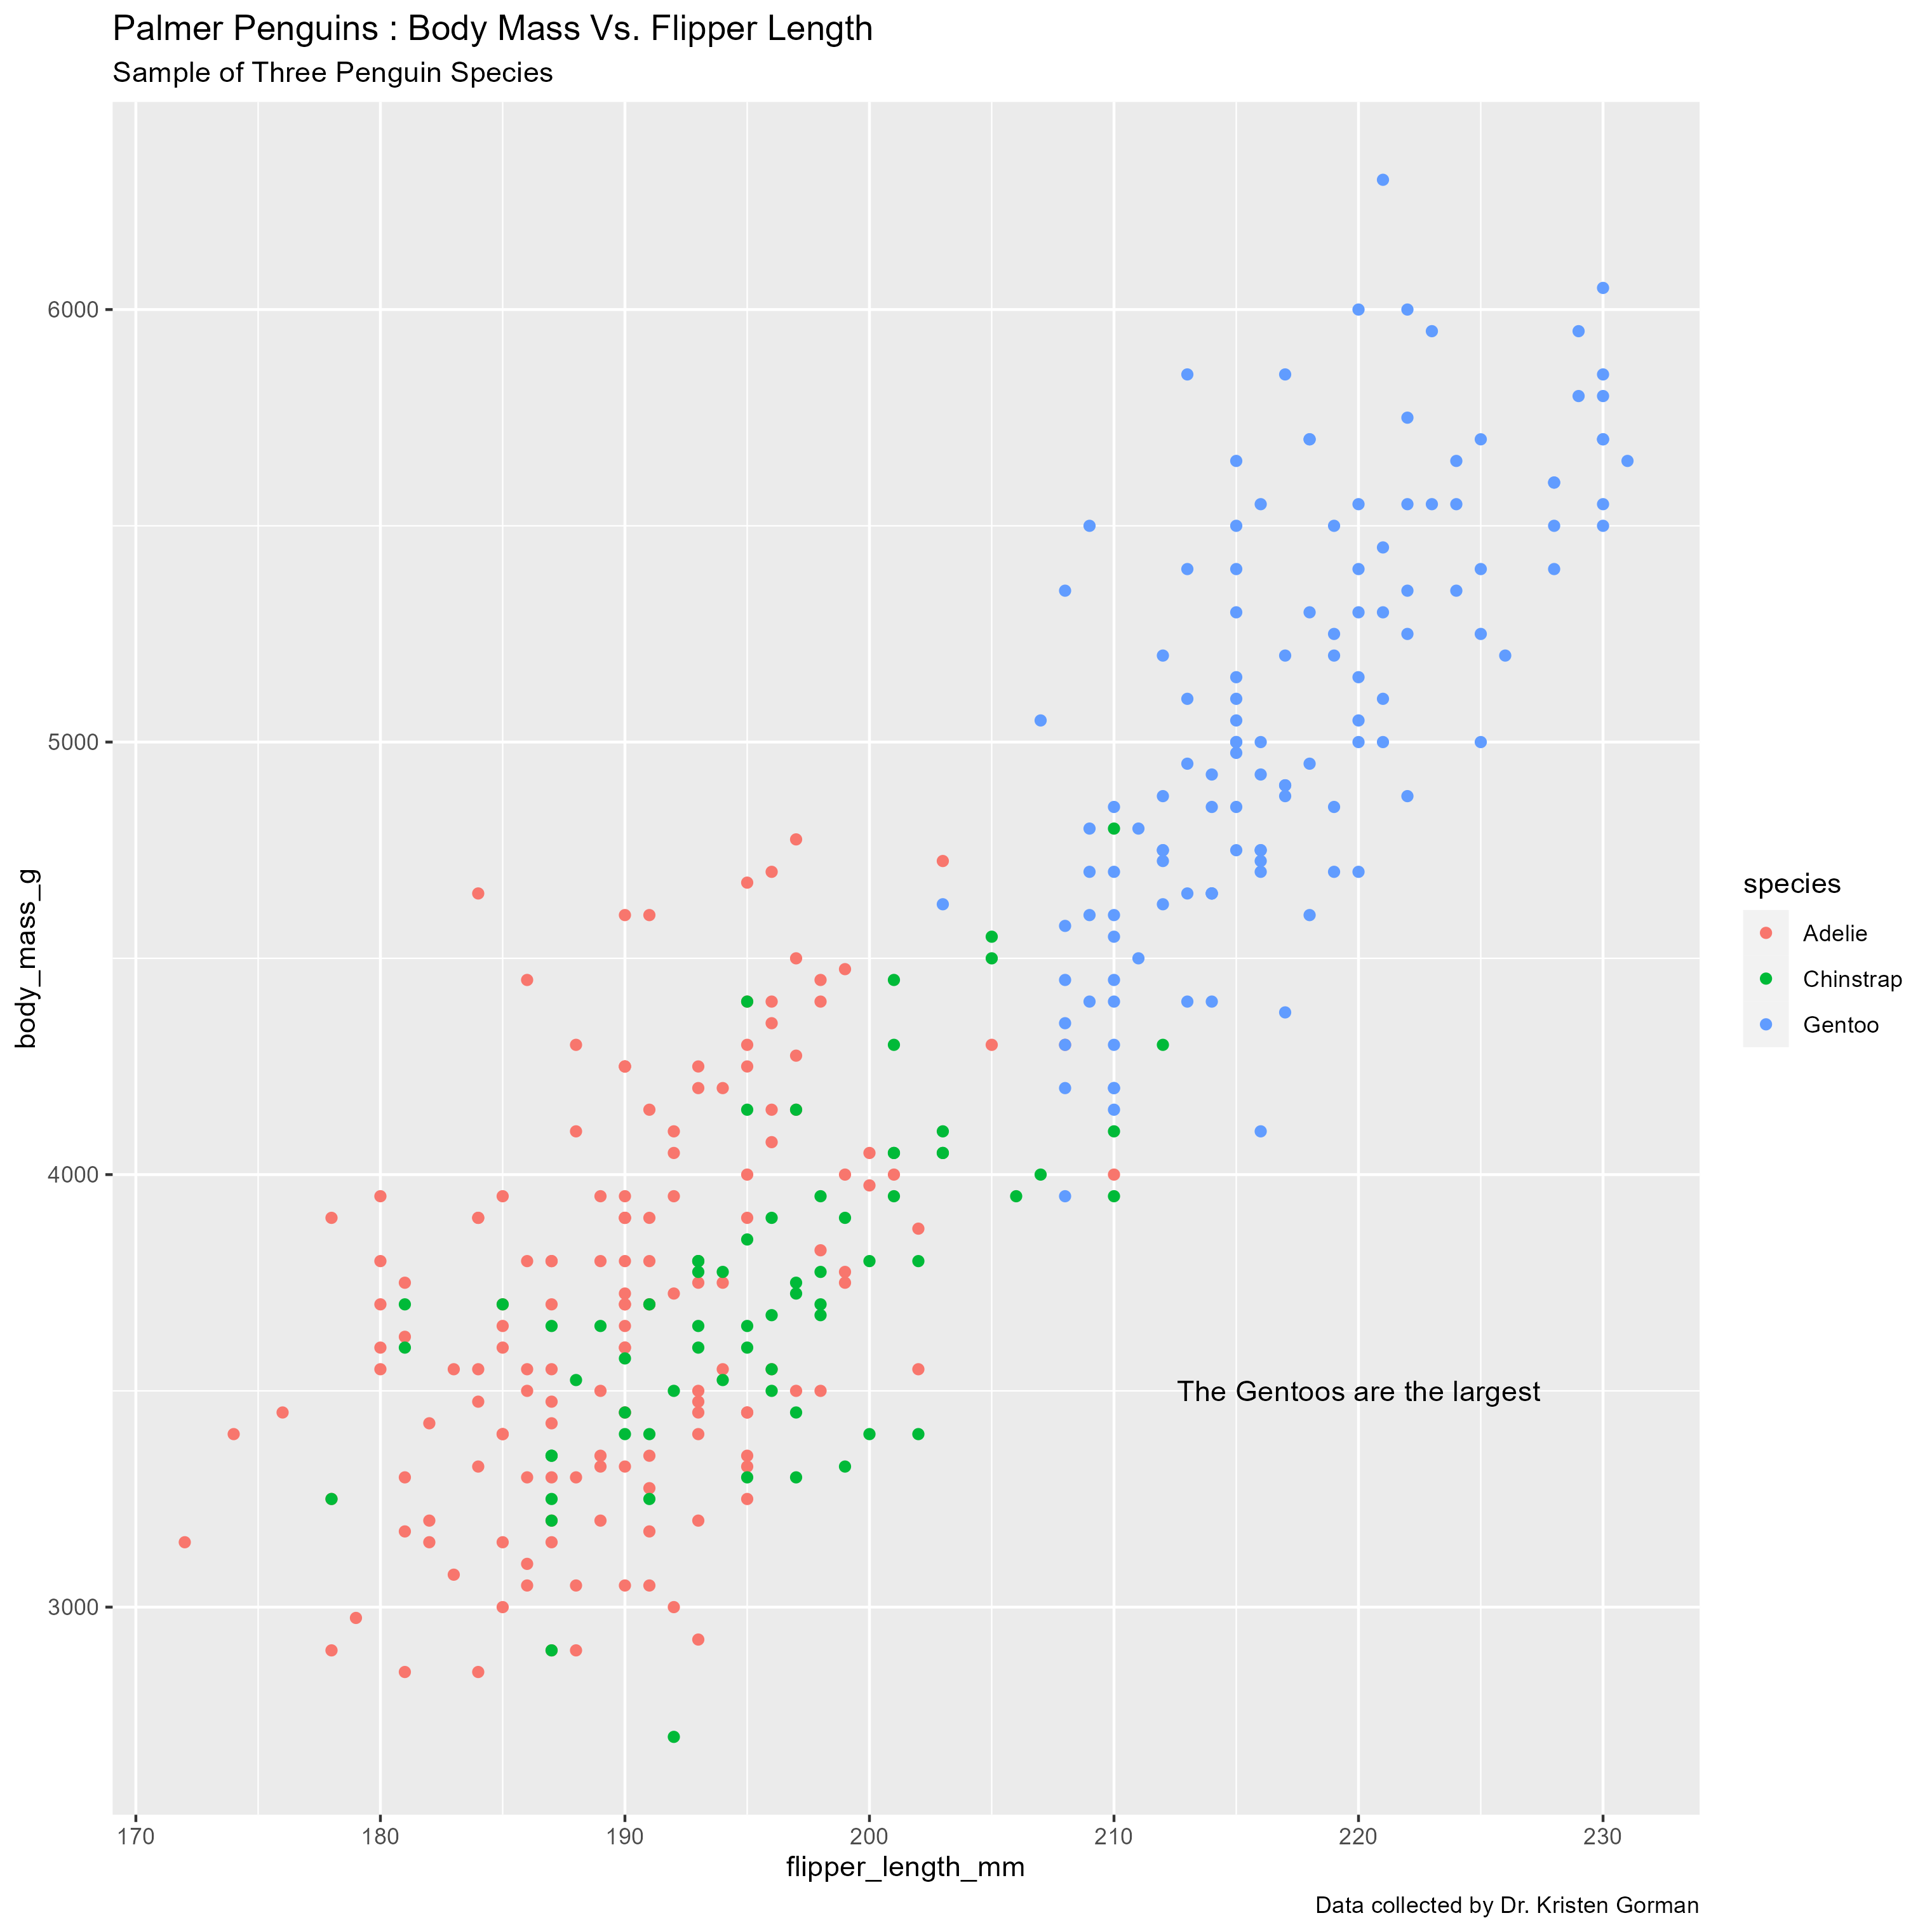 Palmer Penguins : Body Mass Vs. Flipper Length
Sample of Three Penguin Species
6000
5000
4000
3000
body_mass_g
The Gentoos are the largest
170 180 190 200 210 220 230
flipper_length_mm
species
Adelie
Chinstrap
Gentoo
Data collected by Dr. Kristen Gorman